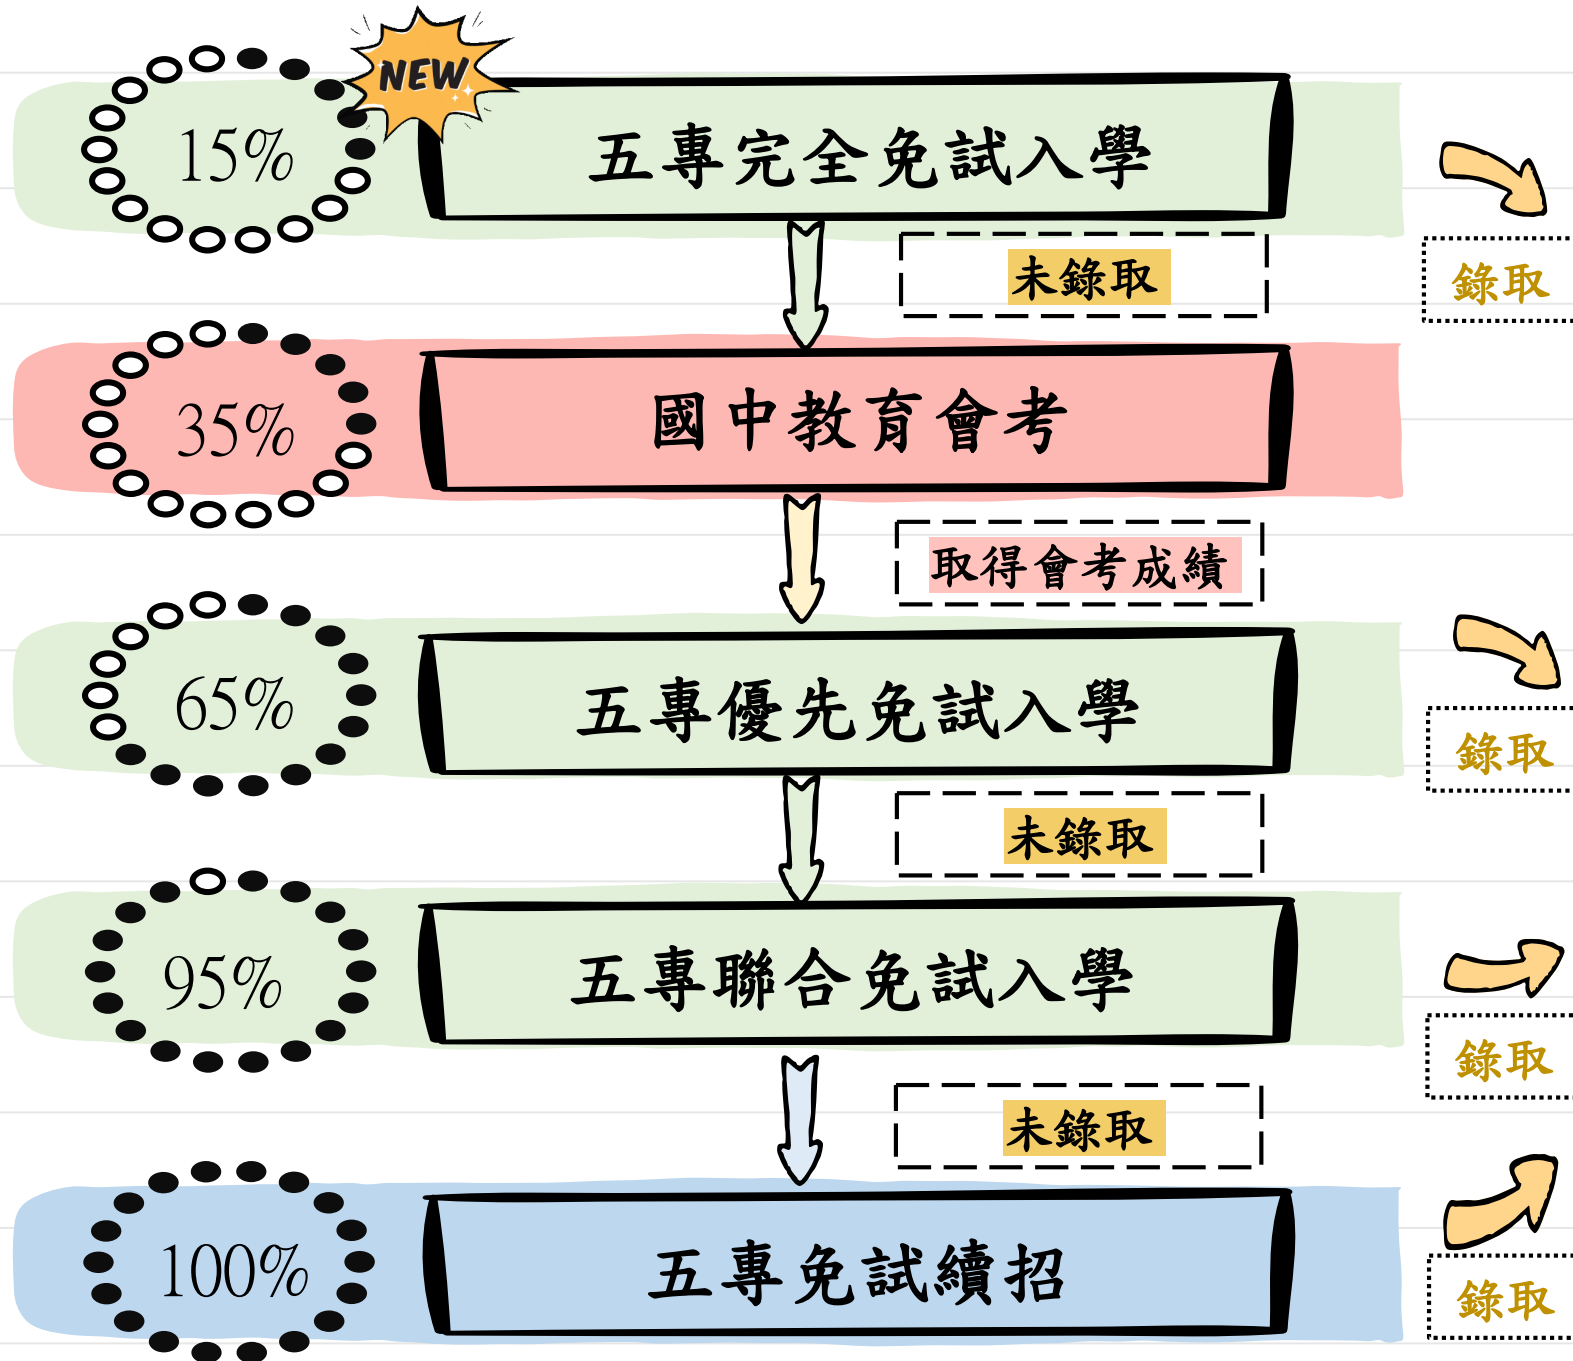 NEW
15%
五專完全免試入學
未錄取
錄取
35%
國中教育會考
取得會考成績
65%
五專優先免試入學
錄取
未錄取
95%
五專聯合免試入學
錄取
未錄取
100%
五專免試續招
錄取